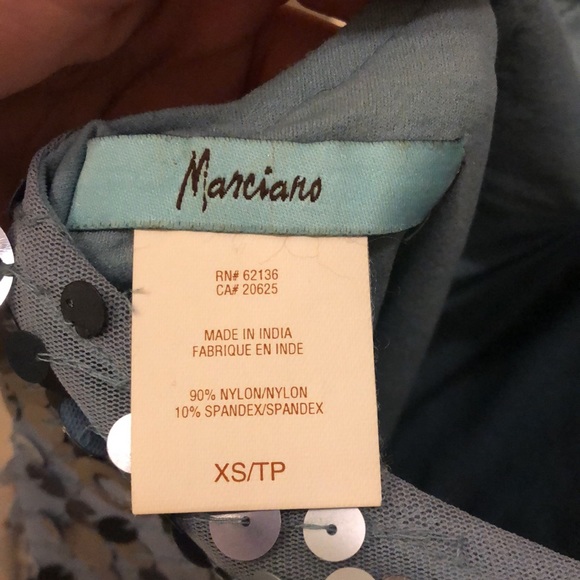 Marciano
RN# 62136
CA# 20625
MADE IN INDIA
FABRIQUE EN INDE
90% NYLON/NYLON
10% SPANDEX/SPANDEX
XS/TP